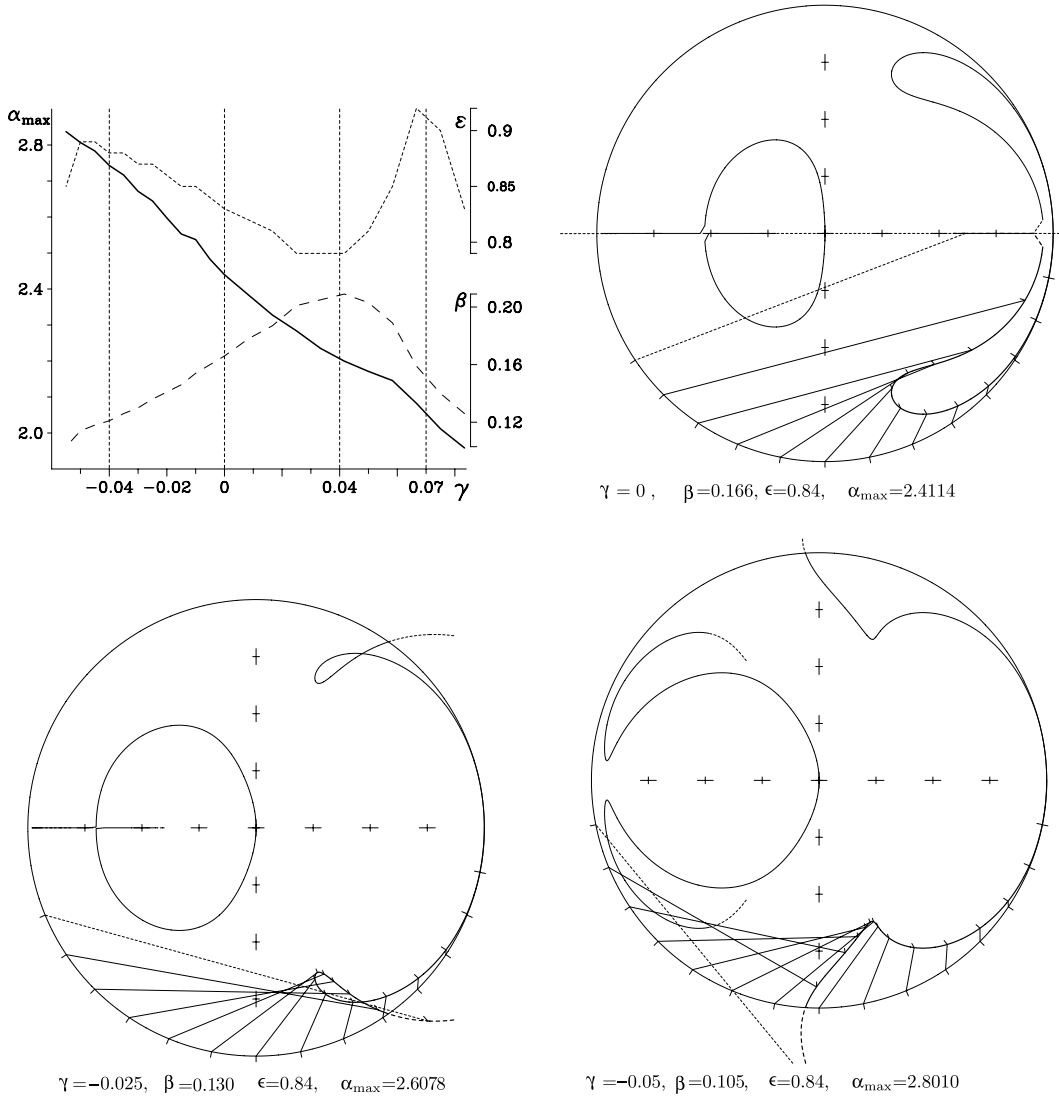 α_max
2.8
2.4
2.0
ε
0.9
0.85
0.8
β
0.20
0.16
0.12
−0.04 −0.02 0 0.04 0.07 γ
γ = 0 , β=0.166, ϵ=0.84, α_max=2.4114
γ =−0.025, β =0.130 ϵ=0.84, α_max=2.6078
γ =−0.05, β =0.105, ϵ=0.84, α_max=2.8010